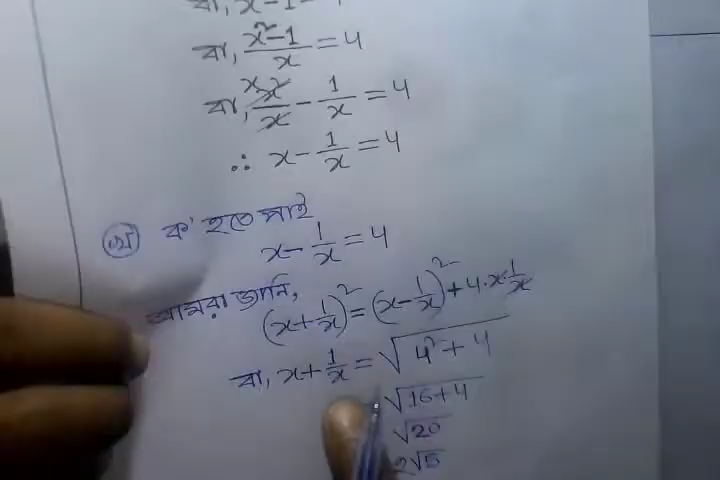 বা, x²-1/x = 4
বা, x²/x - 1/x = 4
∴ x - 1/x = 4
(খ) 'ক' হতে পাই
x - 1/x = 4
আমরা জানি,
(x + 1/x)² = (x - 1/x)² + 4·x·1/x
বা, x + 1/x = √4² + 4
√16+4
√20
2√5